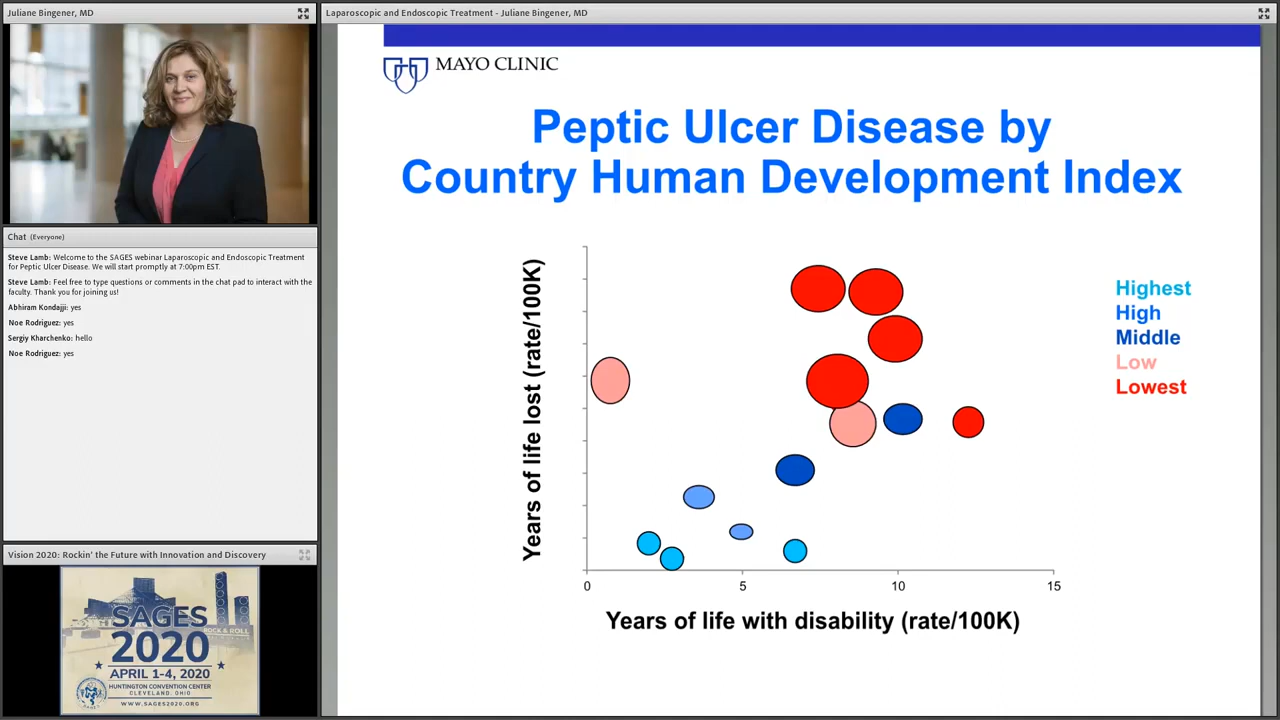 Juliane Bingener, MD
Chat (Everyone)
Steve Lamb: Welcome to the SAGES webinar Laparoscopic and Endoscopic Treatment
for Peptic Ulcer Disease. We will start promptly at 7:00pm EST.
Steve Lamb: Feel free to type questions or comments in the chat pad to interact with the
faculty. Thank you for joining us!
Abhiram Kondajji: yes
Noe Rodriguez: yes
Sergiy Kharchenko: hello
Noe Rodriguez: yes
Vision 2020: Rockin' the Future with Innovation and Discovery
SAGES
ROCK & ROLL
2020
APRIL 1-4, 2020
HUNTINGTON CONVENTION CENTER
CLEVELAND, OHIO
WWW.SAGES2020.ORG
Laparoscopic and Endoscopic Treatment - Juliane Bingener, MD
MAYO CLINIC
Peptic Ulcer Disease by
Country Human Development Index
Years of life lost (rate/100K)
Highest
High
Middle
Low
Lowest
0 5 10 15
Years of life with disability (rate/100K)